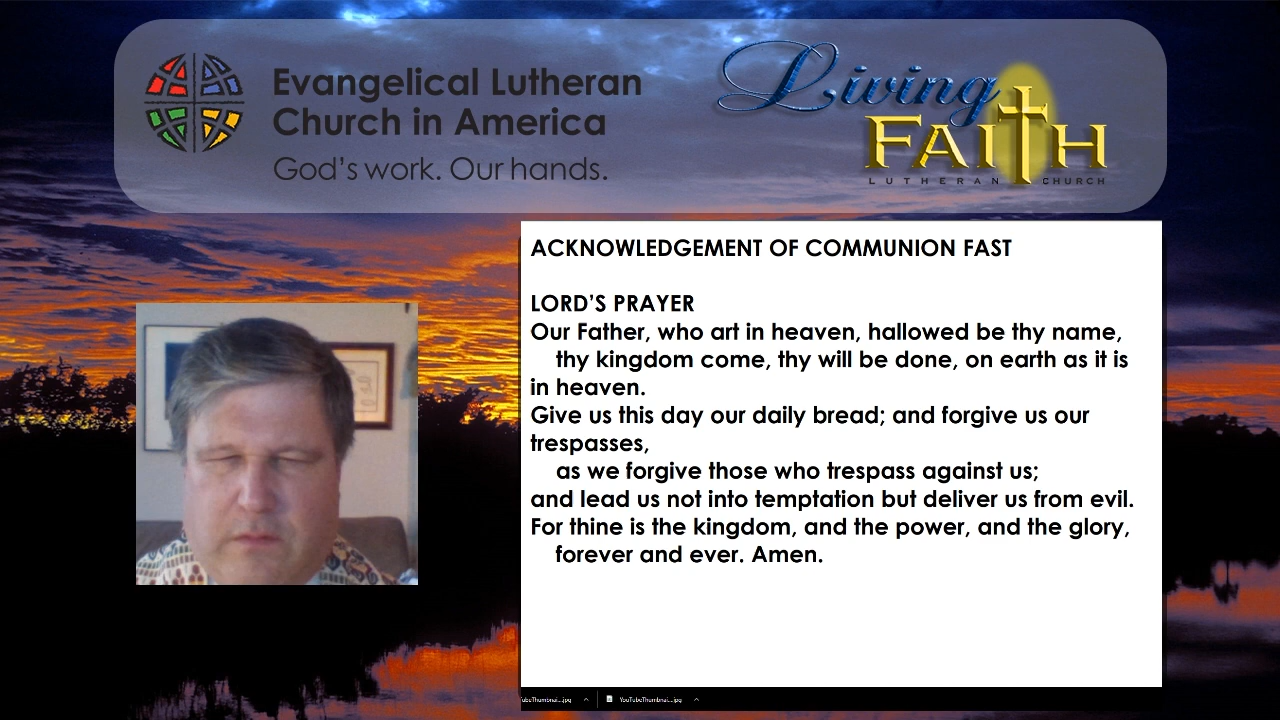 Evangelical Lutheran
Church in America
God's work. Our hands.
Living
FAITH
LUTHERAN CHURCH
ACKNOWLEDGEMENT OF COMMUNION FAST
LORD'S PRAYER
Our Father, who art in heaven, hallowed be thy name,
thy kingdom come, thy will be done, on earth as it is
in heaven.
Give us this day our daily bread; and forgive us our
trespasses,
as we forgive those who trespass against us;
and lead us not into temptation but deliver us from evil.
For thine is the kingdom, and the power, and the glory,
forever and ever. Amen.
YouTubeThumbnai...jpg